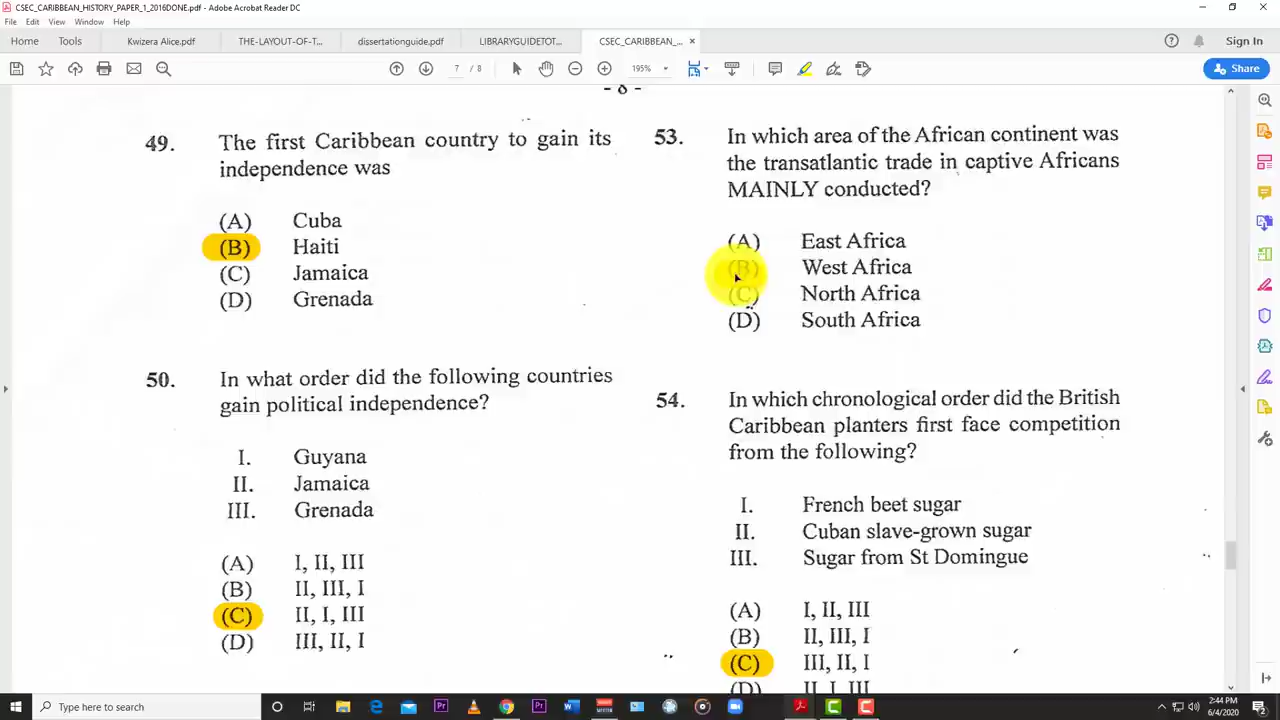 CSEC_CARIBBEAN_HISTORY_PAPER_1_2016DONE.pdf - Adobe Acrobat Reader DC
File Edit View Window Help
Home Tools Kwizera Alice.pdf THE-LAYOUT-OF-T... dissertationguide.pdf LIBRARYGUIDETOT... CSEC_CARIBBEAN_... × Sign In
7 / 8 195% Share
- 8 -
49. The first Caribbean country to gain its
independence was
(A) Cuba
(B) Haiti
(C) Jamaica
(D) Grenada
50. In what order did the following countries
gain political independence?
I. Guyana
II. Jamaica
III. Grenada
(A) I, II, III
(B) II, III, I
(C) II, I, III
(D) III, II, I
53. In which area of the African continent was
the transatlantic trade in captive Africans
MAINLY conducted?
(A) East Africa
(B) West Africa
(C) North Africa
(D) South Africa
54. In which chronological order did the British
Caribbean planters first face competition
from the following?
I. French beet sugar
II. Cuban slave-grown sugar
III. Sugar from St Domingue
(A) I, II, III
(B) II, III, I
(C) III, II, I
(D) II, I, III
Type here to search
2:44 PM
6/4/2020